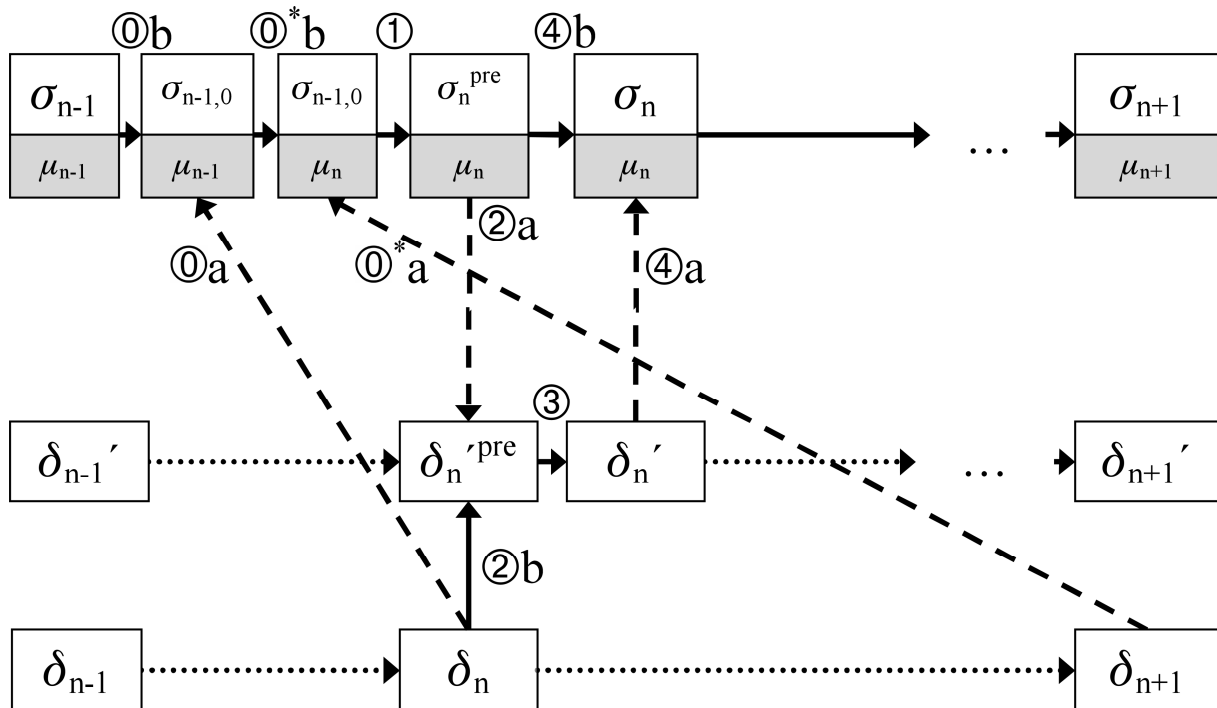 ⓪b ⓪*b ① ④b
σn-1 σn-1,0 σn-1,0 σn^pre σn σn+1
μn-1 μn-1 μn μn μn ... μn+1
②a
⓪a ⓪*a ④a
③
δn-1′ δn′^pre δn′ ... δn+1′
②b
δn-1 δn δn+1